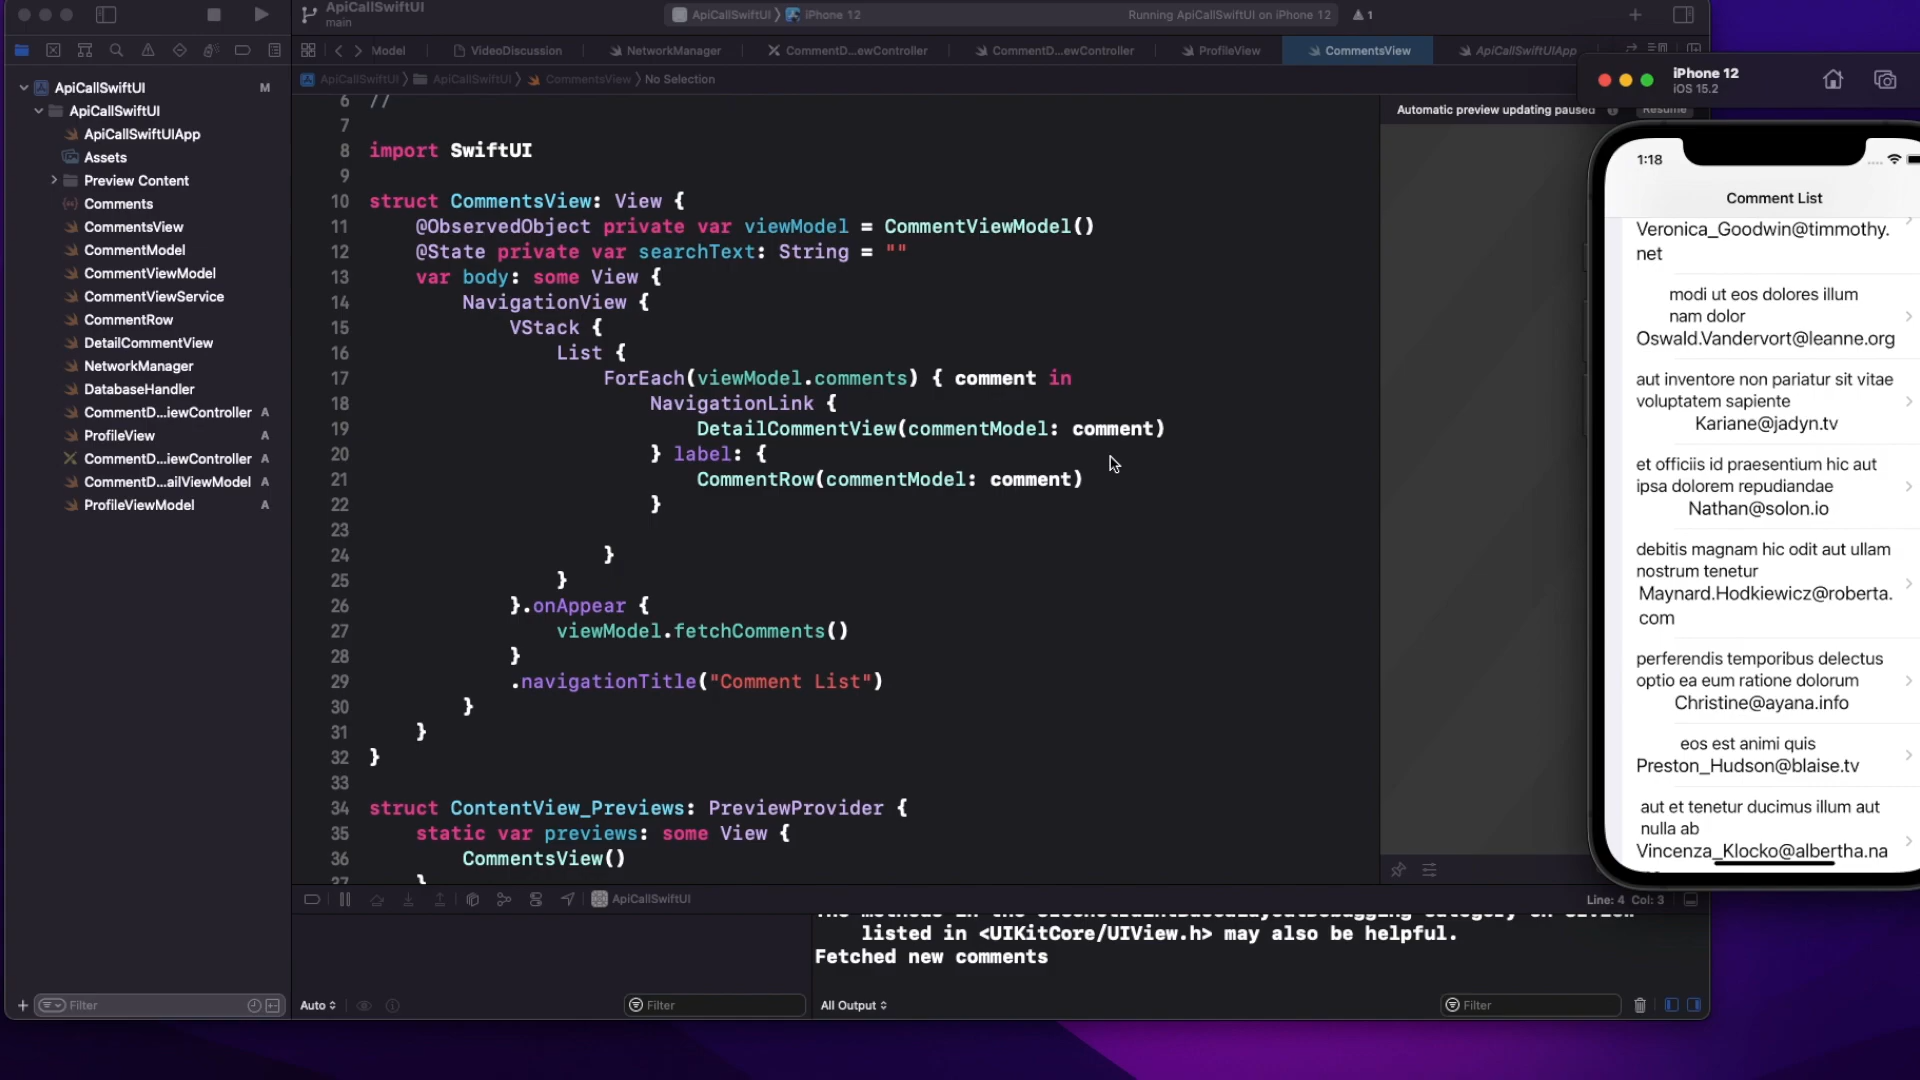 ApiCallSwiftUI
main
ApiCallSwiftUI
iPhone 12
Running ApiCallSwiftUI on iPhone 12
1
Model
VideoDiscussion
NetworkManager
CommentD...ewController
CommentD...ewController
ProfileView
CommentsView
ApiCallSwiftUIApp
ApiCallSwiftUI
ApiCallSwiftUI
CommentsView
No Selection
ApiCallSwiftUI M
ApiCallSwiftUI
ApiCallSwiftUIApp
Assets
Preview Content
Comments
CommentsView
CommentModel
CommentViewModel
CommentViewService
CommentRow
DetailCommentView
NetworkManager
DatabaseHandler
CommentD...iewController A
ProfileView A
CommentD...iewController A
CommentD...ailViewModel A
ProfileViewModel A
Filter
6 //
7
8 import SwiftUI
9
10 struct CommentsView: View {
11 @ObservedObject private var viewModel = CommentViewModel()
12 @State private var searchText: String = ""
13 var body: some View {
14 NavigationView {
15 VStack {
16 List {
17 ForEach(viewModel.comments) { comment in
18 NavigationLink {
19 DetailCommentView(commentModel: comment)
20 } label: {
21 CommentRow(commentModel: comment)
22 }
23
24 }
25 }
26 }.onAppear {
27 viewModel.fetchComments()
28 }
29 .navigationTitle("Comment List")
30 }
31 }
32 }
33
34 struct ContentView_Previews: PreviewProvider {
35 static var previews: some View {
36 CommentsView()
37 }
Automatic preview updating paused
Resume
iPhone 12
iOS 15.2
1:18
Comment List
Veronica_Goodwin@timmothy.
net
modi ut eos dolores illum
nam dolor
Oswald.Vandervort@leanne.org
aut inventore non pariatur sit vitae
voluptatem sapiente
Kariane@jadyn.tv
et officiis id praesentium hic aut
ipsa dolorem repudiandae
Nathan@solon.io
debitis magnam hic odit aut ullam
nostrum tenetur
Maynard.Hodkiewicz@roberta.
com
perferendis temporibus delectus
optio ea eum ratione dolorum
Christine@ayana.info
eos est animi quis
Preston_Hudson@blaise.tv
aut et tenetur ducimus illum aut
nulla ab
Vincenza_Klocko@albertha.na
ApiCallSwiftUI
Line: 4 Col: 3
The methods in the UIConstraintBasedLayoutDebugging category on UIView
listed in <UIKitCore/UIView.h> may also be helpful.
Fetched new comments
Auto
Filter
All Output
Filter